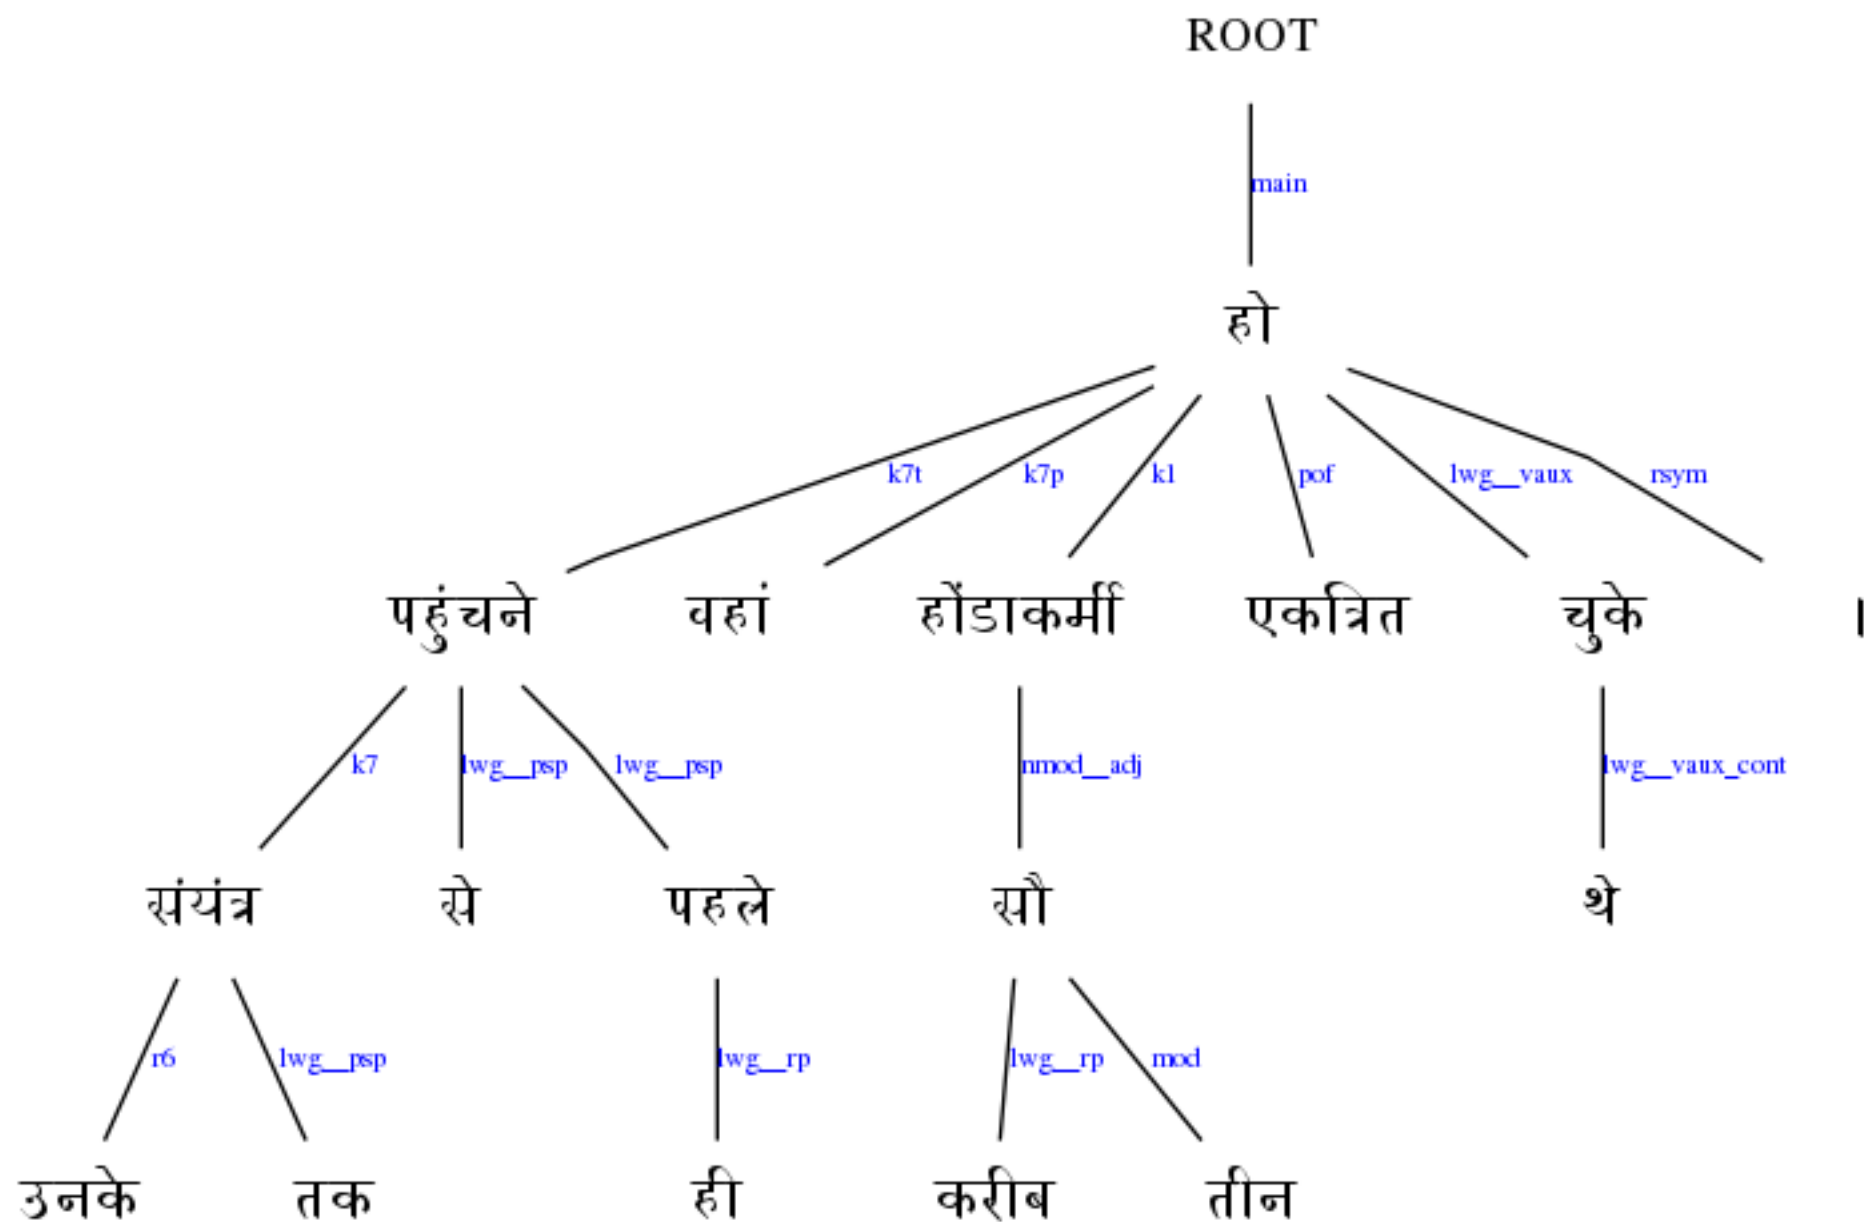 ROOT
main
हो
k7t k7p k1 pof lwg__vaux rsym
पहुंचने वहां होंडाकर्मी एकत्रित चुके ।
k7 lwg__psp lwg__psp nmod__adj lwg__vaux_cont
संयंत्र से पहले सौ थे
r6 lwg__psp lwg__rp lwg__rp mod
उनके तक ही करीब तीन